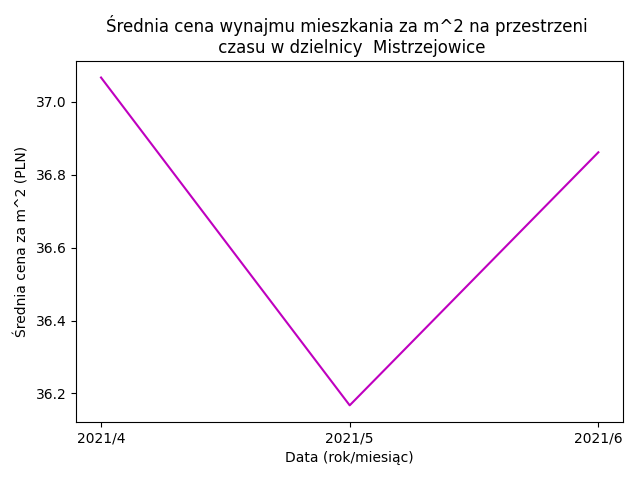 Średnia cena wynajmu mieszkania za m^2 na przestrzeni
czasu w dzielnicy  Mistrzejowice
Średnia cena za m^2 (PLN)
37.0
36.8
36.6
36.4
36.2
2021/4
2021/5
2021/6
Data (rok/miesiąc)